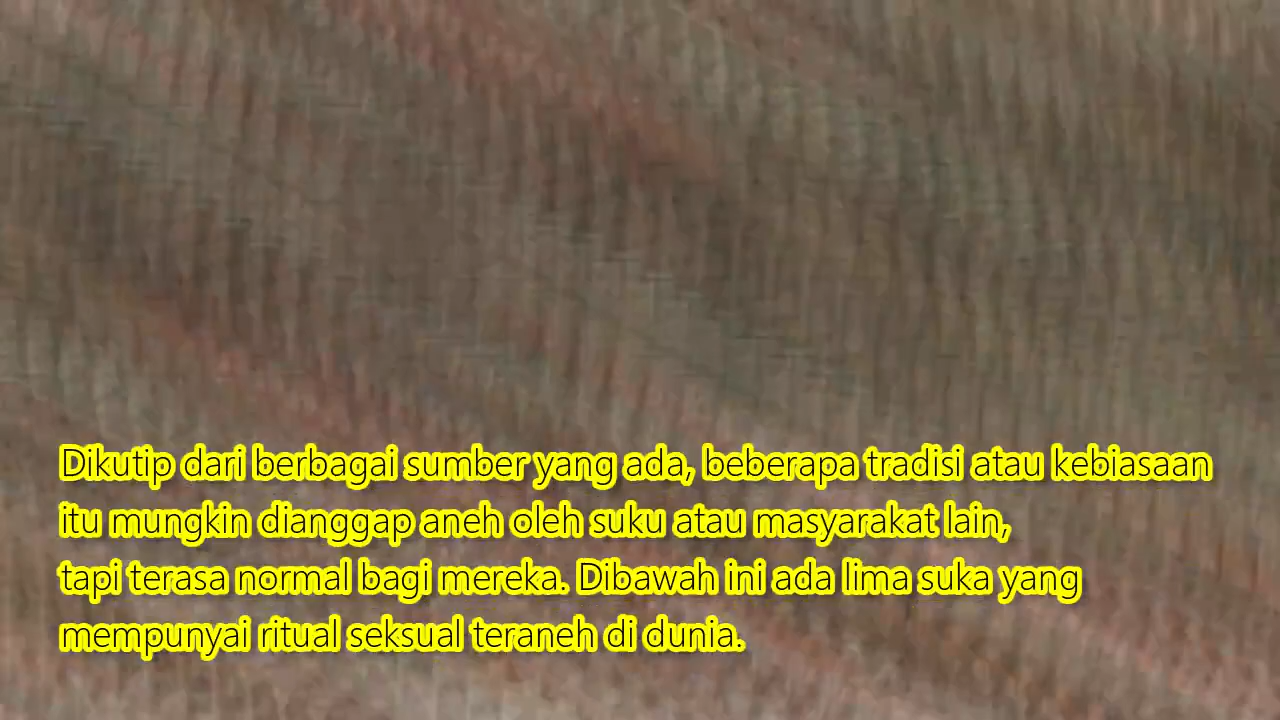 Dikutip dari berbagai sumber yang ada, beberapa tradisi atau kebiasaan
itu mungkin dianggap aneh oleh suku atau masyarakat lain,
tapi terasa normal bagi mereka. Dibawah ini ada lima suka yang
mempunyai ritual seksual teraneh di dunia.